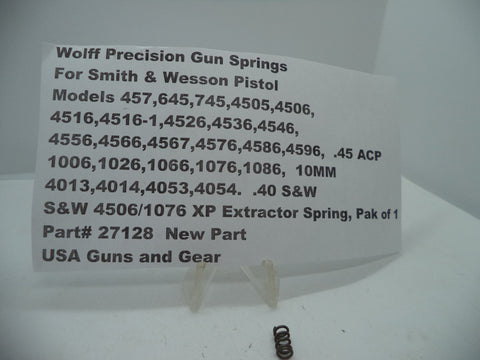 Wolff Precision Gun Springs
For Smith & Wesson Pistol
Models 457,645,745,4505,4506,
4516,4516-1,4526,4536,4546,
4556,4566,4567,4576,4586,4596, .45 ACP
1006,1026,1066,1076,1086, 10MM
4013,4014,4053,4054. .40 S&W
S&W 4506/1076 XP Extractor Spring, Pak of 1
Part# 27128 New Part
USA Guns and Gear